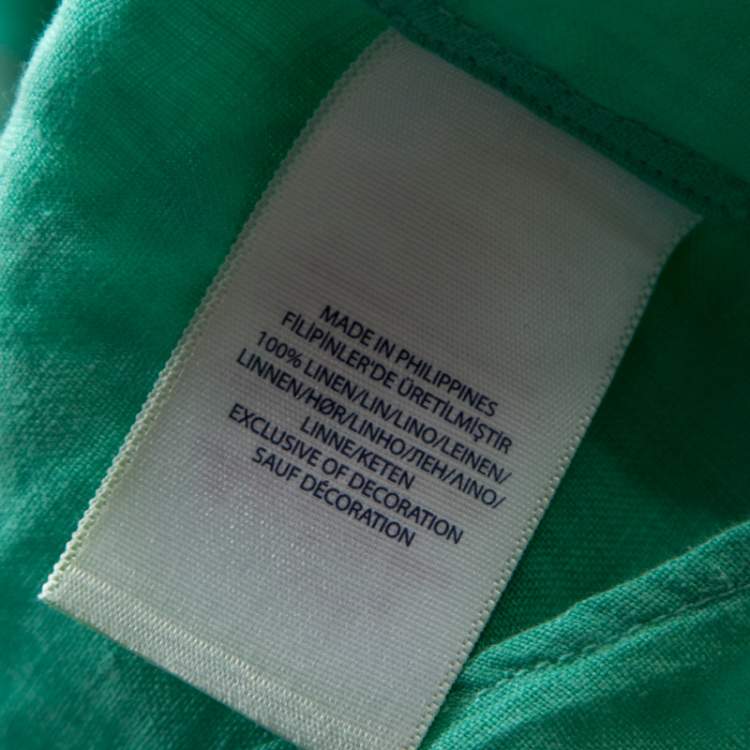 MADE IN PHILIPPINES
FİLİPİNLER'DE ÜRETİLMİŞTİR
100% LINEN/LIN/LINO/LEINEN/
LINNEN/HØR/LINHO/ЛЕН/ΛΙΝΟ/
LINNE/KETEN
EXCLUSIVE OF DECORATION
SAUF DÉCORATION